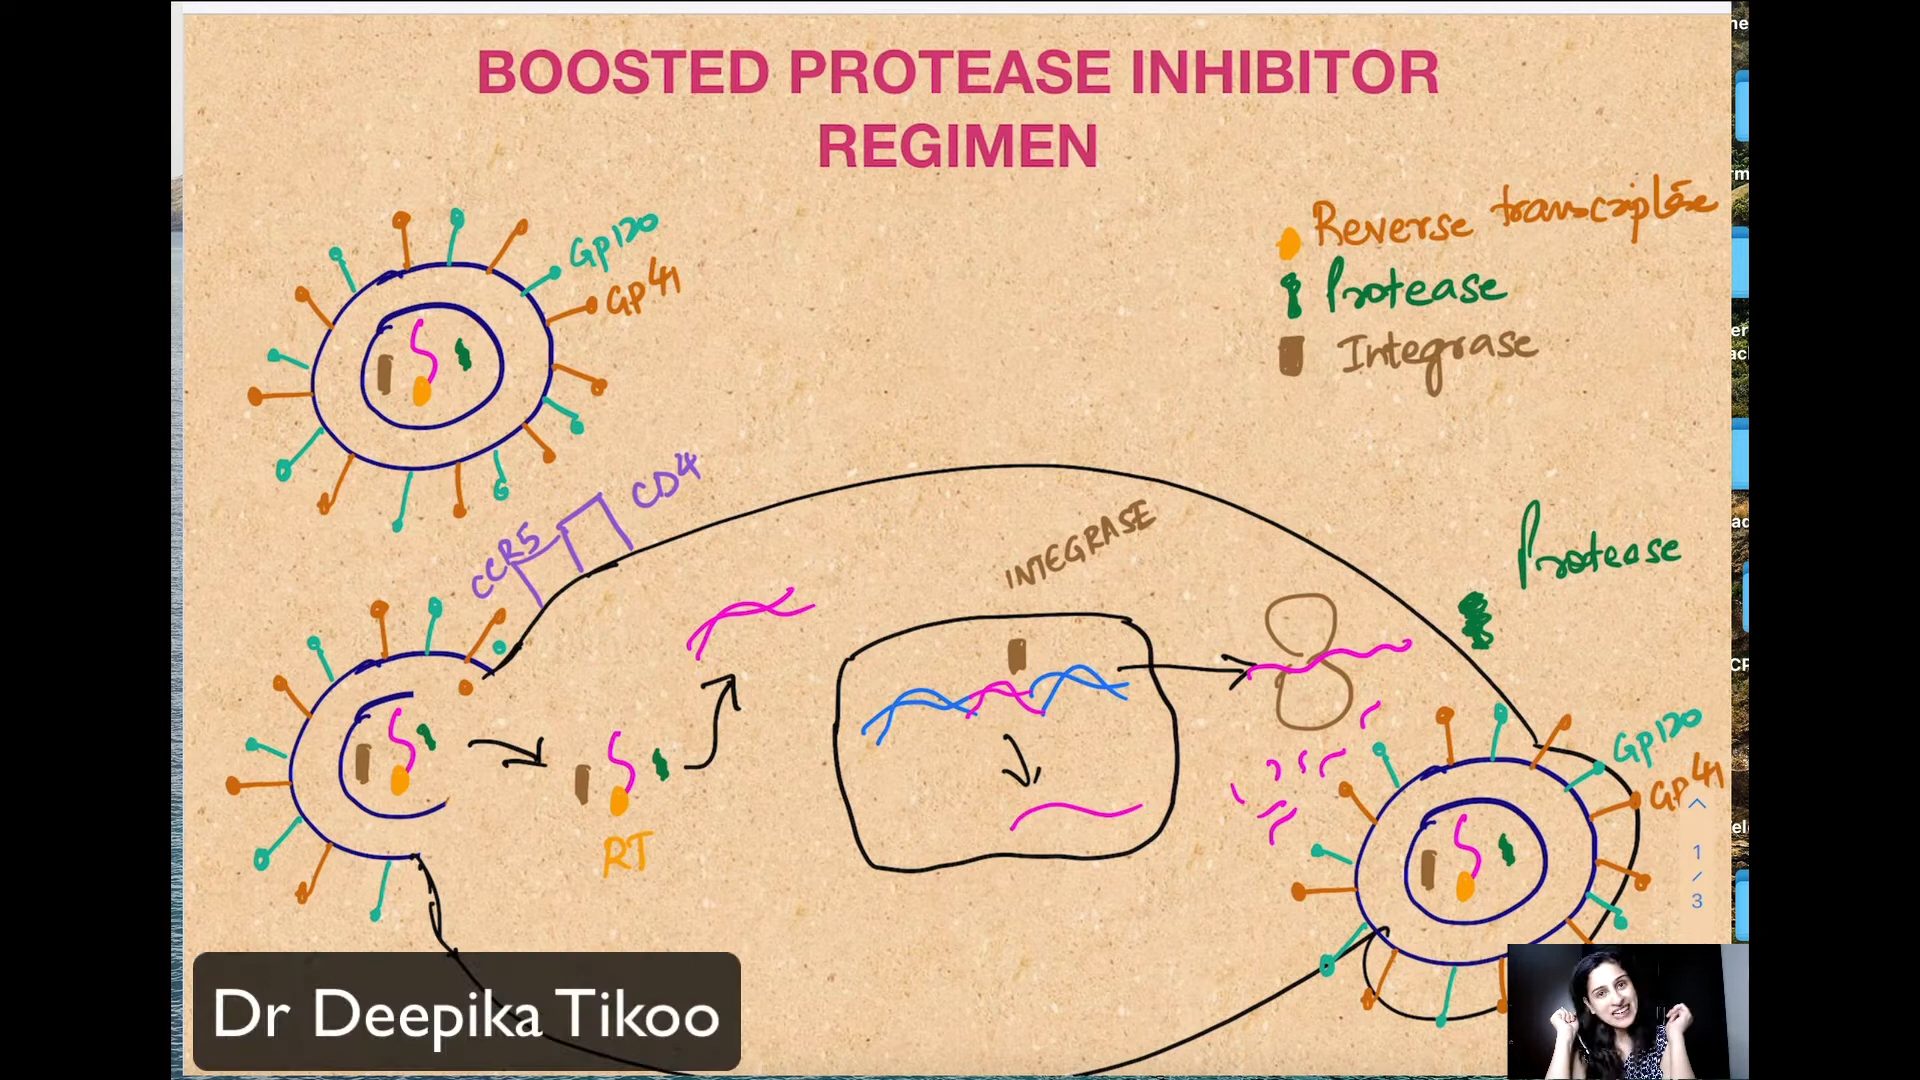 BOOSTED PROTEASE INHIBITOR
REGIMEN
Gp120
GP41
Reverse transcriptase
Protease
Integrase
CCR5
CD4
INTEGRASE
Protease
RT
Gp120
GP41
1
/
3
Dr Deepika Tikoo